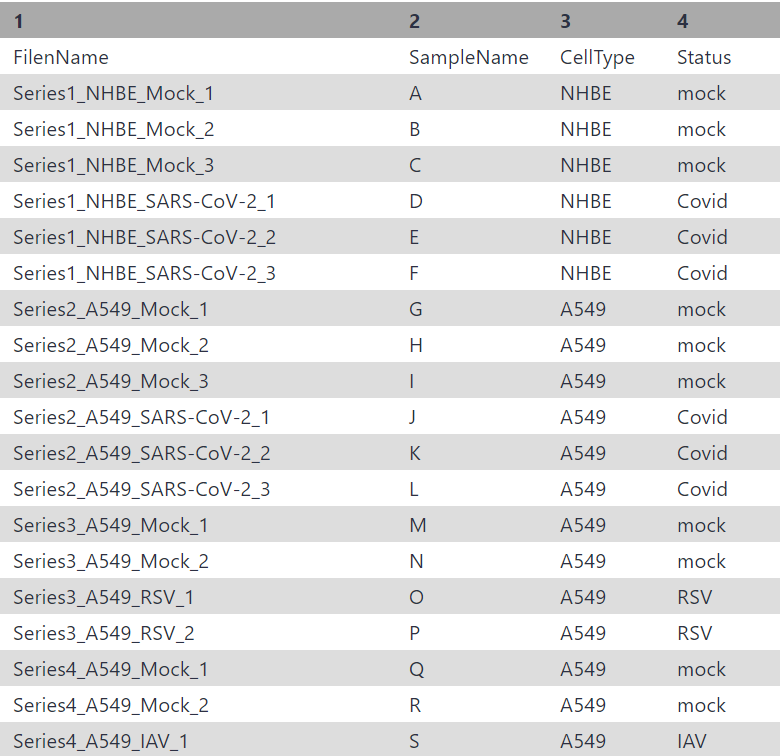 1 2 3 4
FilenName SampleName CellType Status
Series1_NHBE_Mock_1 A NHBE mock
Series1_NHBE_Mock_2 B NHBE mock
Series1_NHBE_Mock_3 C NHBE mock
Series1_NHBE_SARS-CoV-2_1 D NHBE Covid
Series1_NHBE_SARS-CoV-2_2 E NHBE Covid
Series1_NHBE_SARS-CoV-2_3 F NHBE Covid
Series2_A549_Mock_1 G A549 mock
Series2_A549_Mock_2 H A549 mock
Series2_A549_Mock_3 I A549 mock
Series2_A549_SARS-CoV-2_1 J A549 Covid
Series2_A549_SARS-CoV-2_2 K A549 Covid
Series2_A549_SARS-CoV-2_3 L A549 Covid
Series3_A549_Mock_1 M A549 mock
Series3_A549_Mock_2 N A549 mock
Series3_A549_RSV_1 O A549 RSV
Series3_A549_RSV_2 P A549 RSV
Series4_A549_Mock_1 Q A549 mock
Series4_A549_Mock_2 R A549 mock
Series4_A549_IAV_1 S A549 IAV